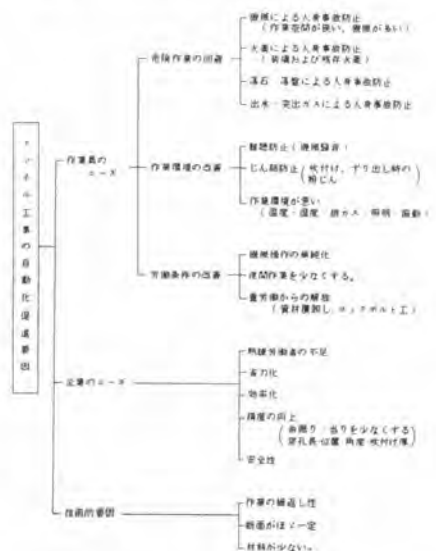 トンネル工事の自動化促進要因
作業員の
ニーズ
危険作業の回避
機械による人身事故防止
(作業空間が狭い、機械が多い)
火薬による人身事故防止
(装填および残存火薬)
落石・落盤による人身事故防止
出水・突出ガスによる人身事故防止
作業環境の改善
難聴防止(機械騒音)
じん肺防止(吹付け、ずり出し時の
粉じん)
作業環境が悪い
(温度・湿度・排ガス・照明・振動)
労働条件の改善
機械操作の単純化
夜間作業を少なくする。
重労働からの解放
(資材運搬し、ロックボルト工)
企業のニーズ
熟練労働者の不足
省力化
効率化
精度の向上
(余掘り・当りを少なくする
穿孔長・位置・角度・吹付け厚)
安全性
技術的要因
作業の繰返し性
断面がほゞ一定
材料が少ない。